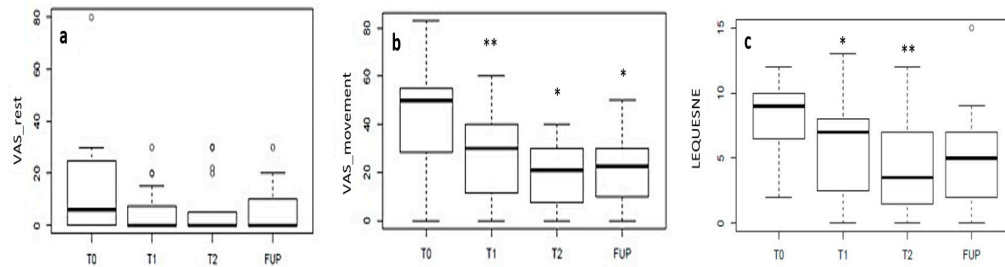 a
VAS_rest
80
60
40
20
0
T0 T1 T2 FUP
b
VAS_movement
80
60
40
20
0
** * *
T0 T1 T2 FUP
c
LEQUESNE
15
10
5
0
* **
T0 T1 T2 FUP